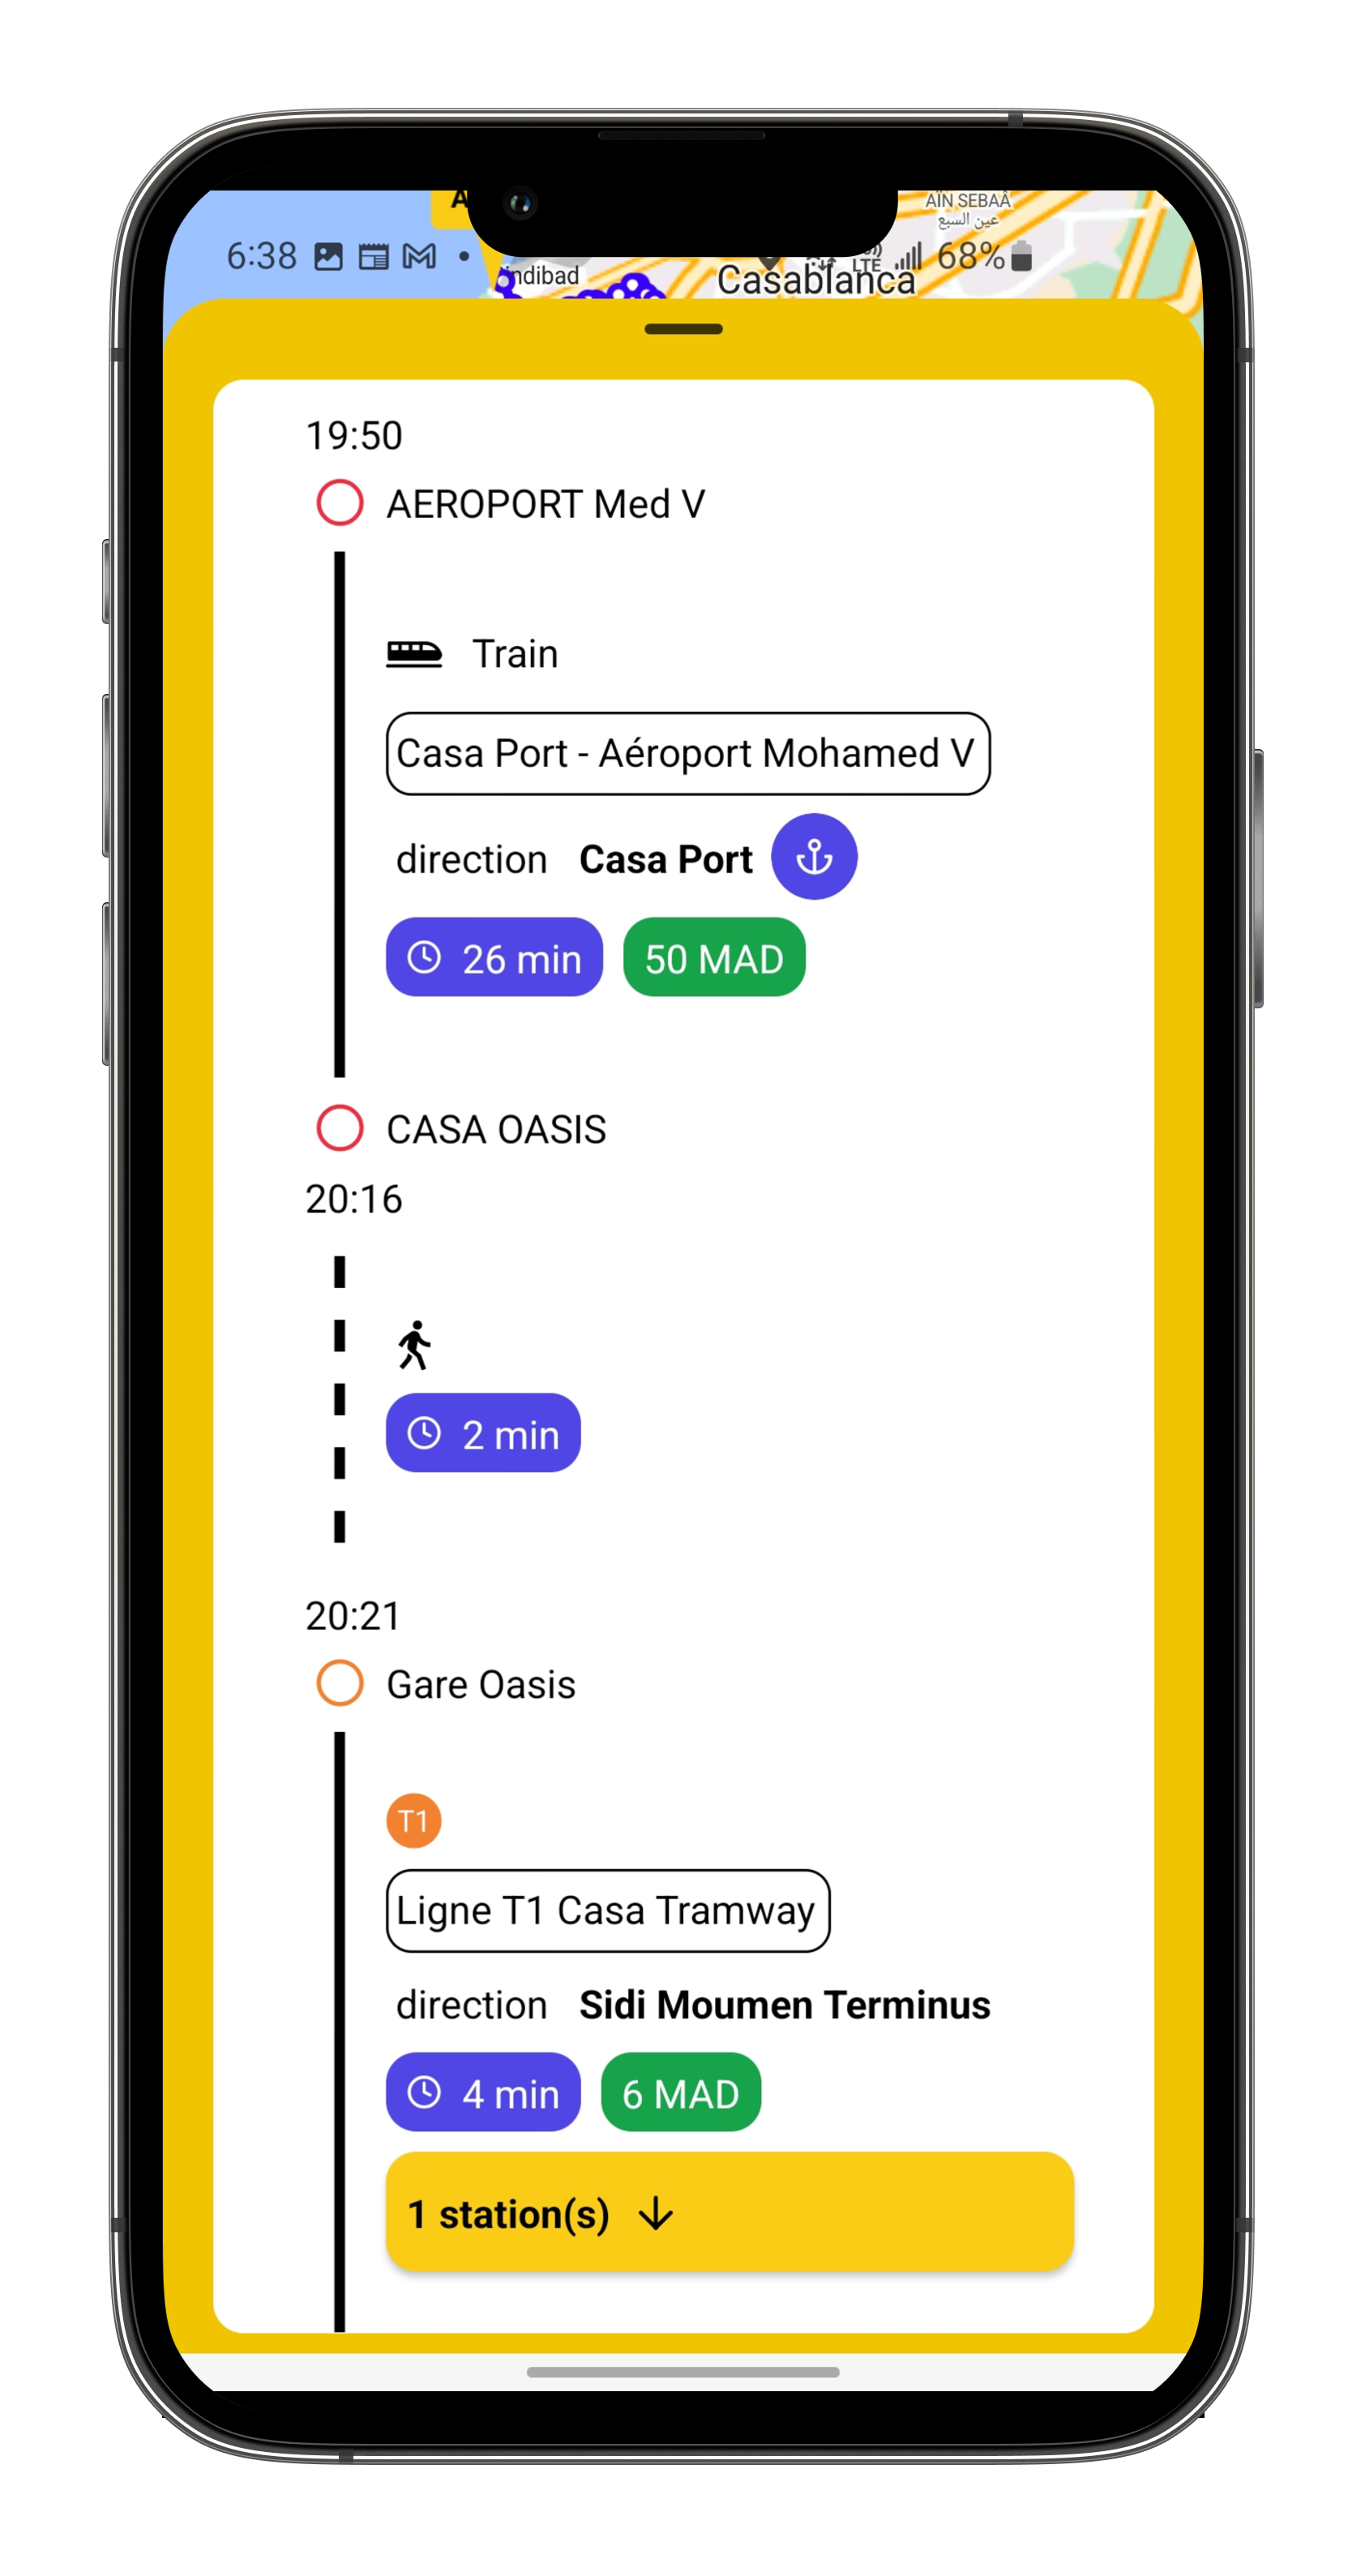 AÏN SEBAÂ
عين السبع
6:38
LTE
68%
Casablanca
19:50
AEROPORT Med V
Train
Casa Port - Aéroport Mohamed V
direction Casa Port
26 min 50 MAD
CASA OASIS
20:16
2 min
20:21
Gare Oasis
T1
Ligne T1 Casa Tramway
direction Sidi Moumen Terminus
4 min 6 MAD
1 station(s)